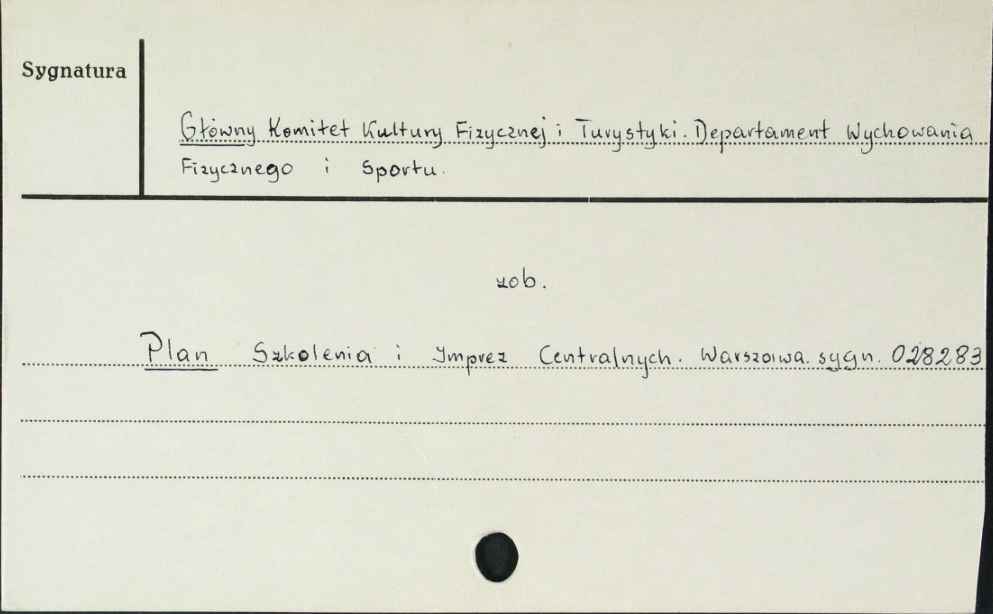 Sygnatura
Główny Komitet Kultury Fizycznej i Turystyki. Departament Wychowania
Fizycznego i Sportu.
zob.
Plan Szkolenia i Imprez Centralnych. Warszawa. sygn. 028283